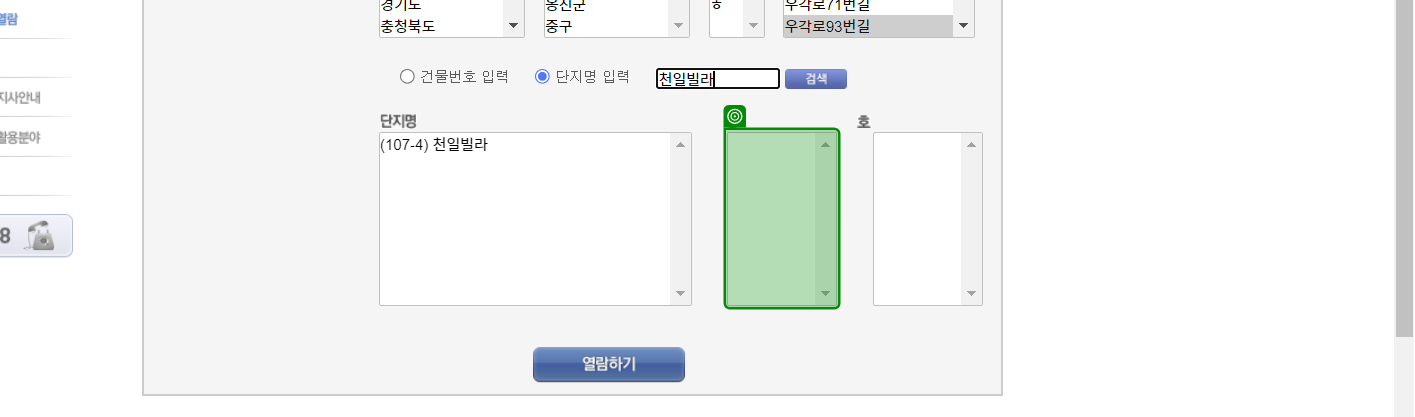 열람
지사안내
활용분야
8
경기도
옹진군
ㅎ
우각로71번길
충청북도
중구
우각로93번길
건물번호 입력
단지명 입력
천일빌라
검색
단지명
호
(107-4) 천일빌라
열람하기